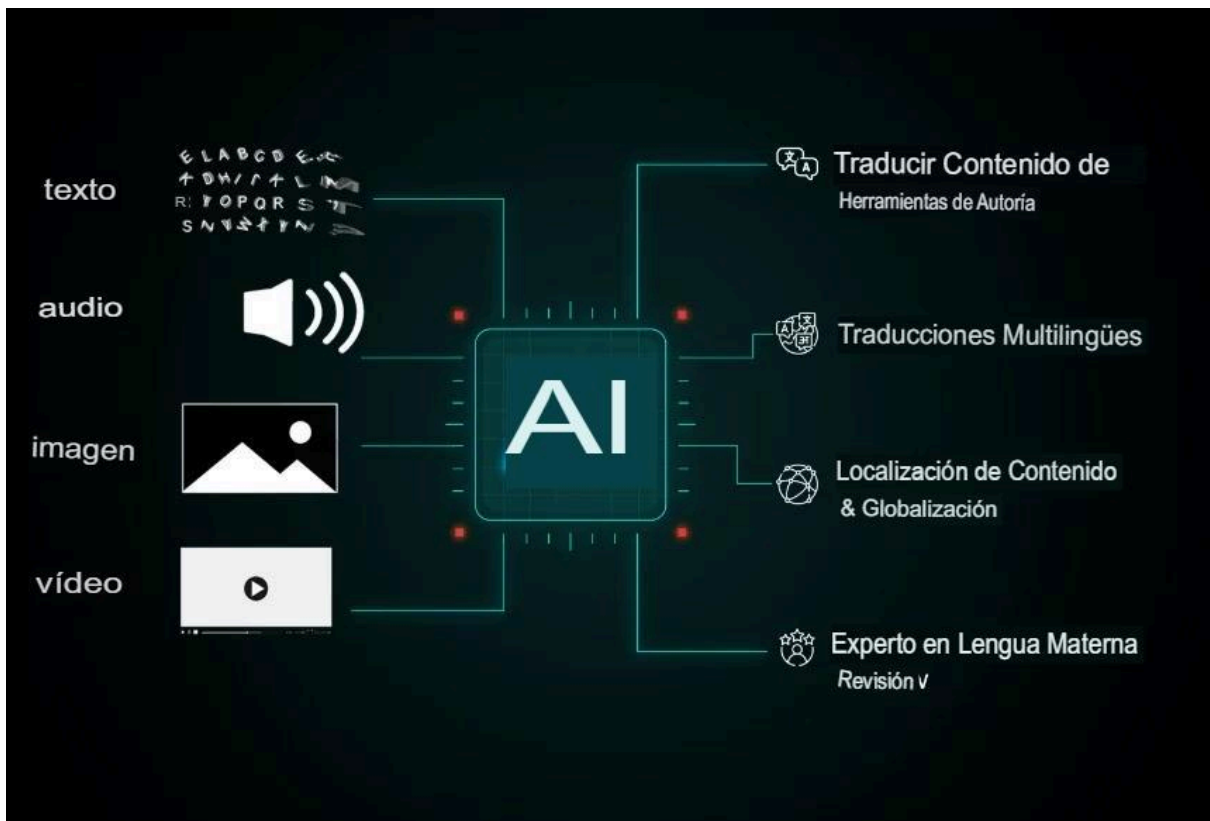 texto
audio
imagen
vídeo
AI
Traducir Contenido de
Herramientas de Autoría
Traducciones Multilingües
Localización de Contenido
& Globalización
Experto en Lengua Materna
Revisión